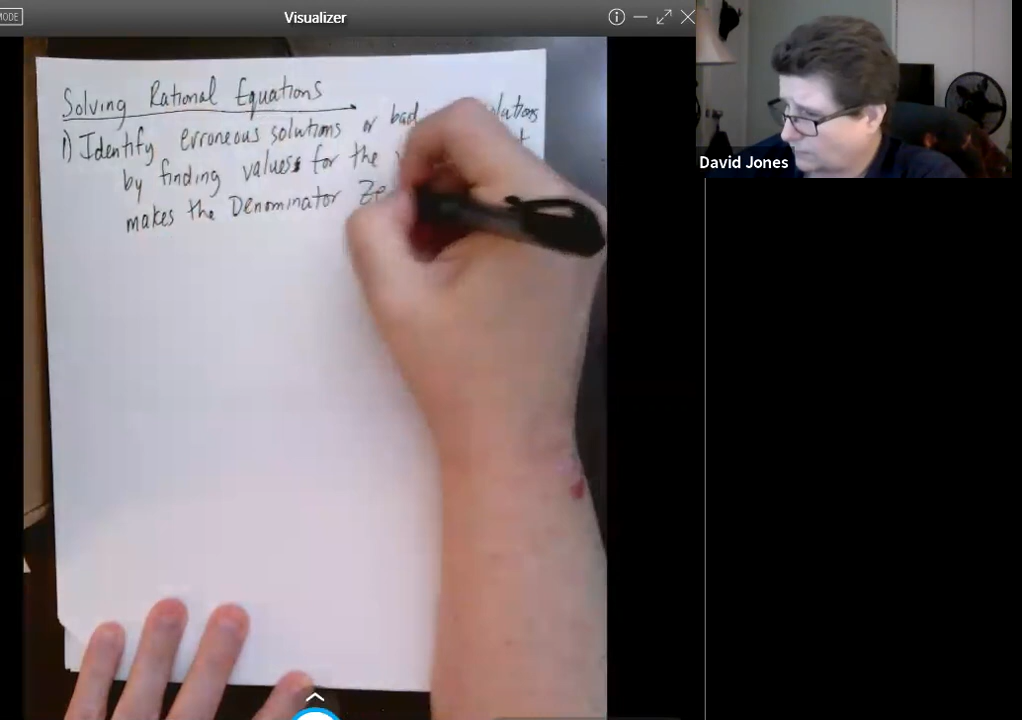 MODE
Visualizer
Solving Rational Equations
1) Identify erroneous solutions or bad
by finding values for the
makes the Denominator
David Jones